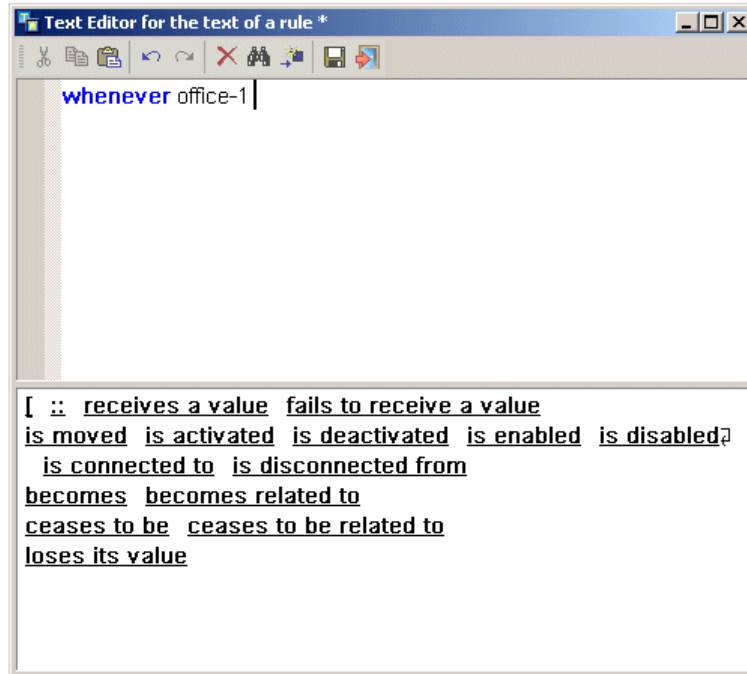 Text Editor for the text of a rule *
whenever office-1
[ :: receives a value fails to receive a value
is moved is activated is deactivated is enabled is disabled
is connected to is disconnected from
becomes becomes related to
ceases to be ceases to be related to
loses its value